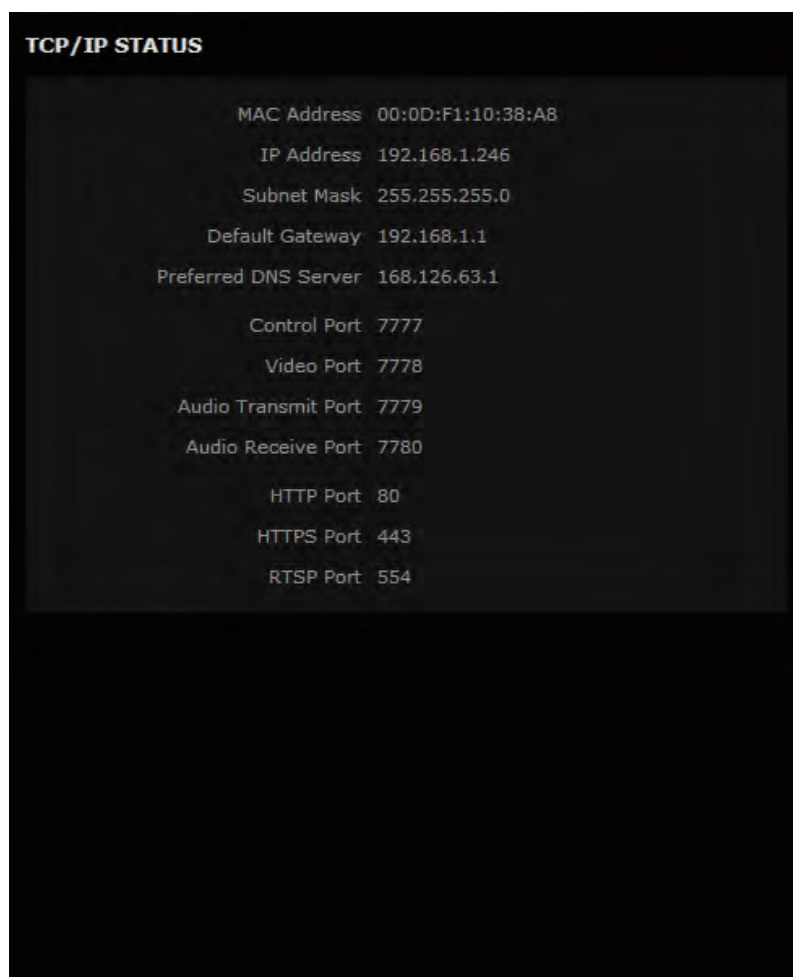 TCP/IP STATUS
MAC Address 00:0D:F1:10:38:A8
IP Address 192.168.1.246
Subnet Mask 255.255.255.0
Default Gateway 192.168.1.1
Preferred DNS Server 168.126.63.1
Control Port 7777
Video Port 7778
Audio Transmit Port 7779
Audio Receive Port 7780
HTTP Port 80
HTTPS Port 443
RTSP Port 554